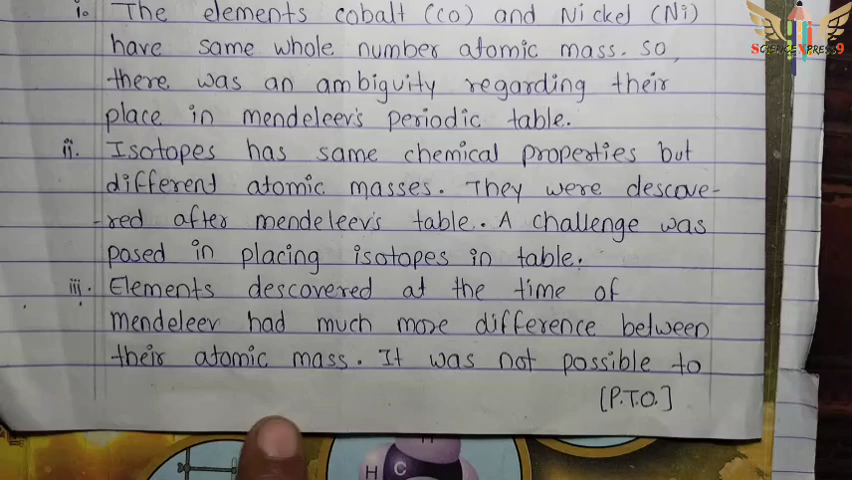 i. The elements cobalt (co) and Nickel (Ni)
have same whole number atomic mass. so,
there was an ambiguity regarding their
place in mendeleev's periodic table.
ii. Isotopes has same chemical properties but
different atomic masses. They were descove-
-red after mendeleev's table. A challenge was
posed in placing isotopes in table.
iii. Elements descovered at the time of
mendeleev had much more difference between
their atomic mass. It was not possible to
[P.T.O.]
SCIENCEXPRESS9
H
H C